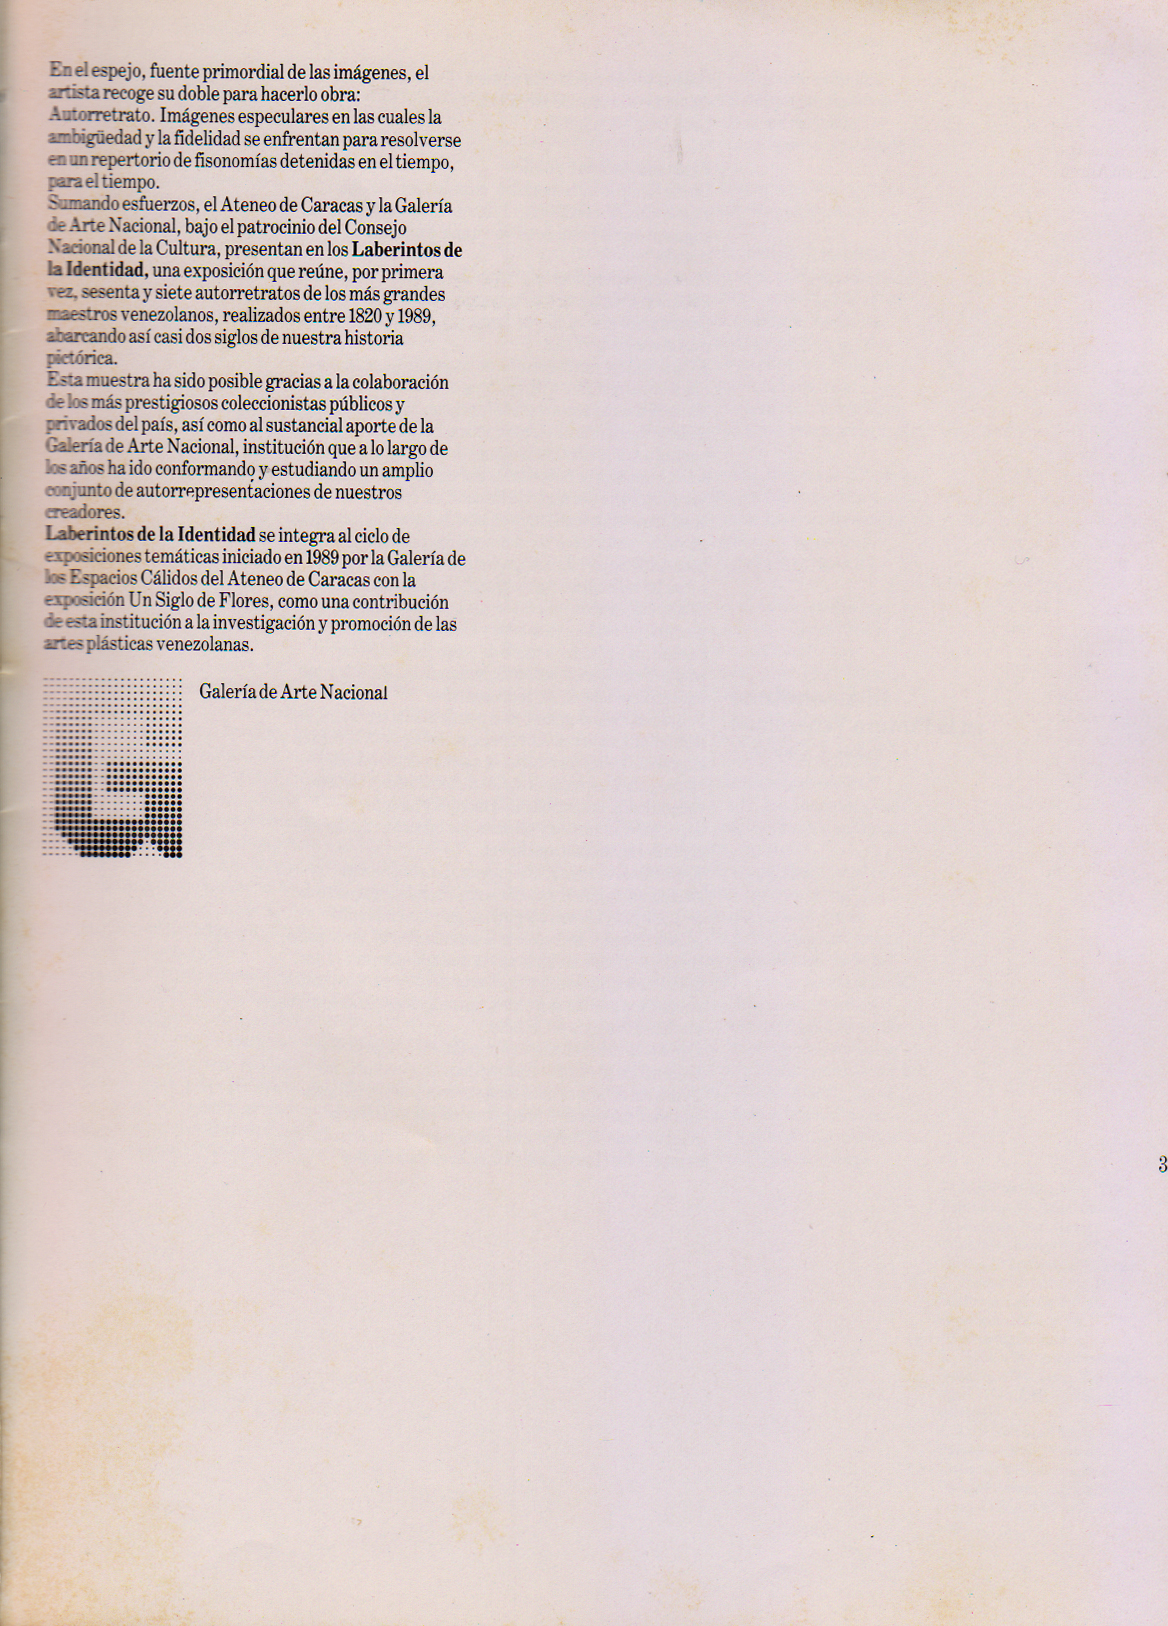 En el espejo, fuente primordial de las imágenes, el
artista recoge su doble para hacerlo obra:
Autorretrato. Imágenes especulares en las cuales la
ambigüedad y la fidelidad se enfrentan para resolverse
en un repertorio de fisonomías detenidas en el tiempo,
para el tiempo.
Sumando esfuerzos, el Ateneo de Caracas y la Galería
de Arte Nacional, bajo el patrocinio del Consejo
Nacional de la Cultura, presentan en los Laberintos de
la Identidad, una exposición que reúne, por primera
vez, sesenta y siete autorretratos de los más grandes
maestros venezolanos, realizados entre 1820 y 1989,
abarcando así casi dos siglos de nuestra historia
pictórica.
Esta muestra ha sido posible gracias a la colaboración
de los más prestigiosos coleccionistas públicos y
privados del país, así como al sustancial aporte de la
Galería de Arte Nacional, institución que a lo largo de
los años ha ido conformando y estudiando un amplio
conjunto de autorrepresentaciones de nuestros
creadores.
Laberintos de la Identidad se integra al ciclo de
exposiciones temáticas iniciado en 1989 por la Galería de
los Espacios Cálidos del Ateneo de Caracas con la
exposición Un Siglo de Flores, como una contribución
de esta institución a la investigación y promoción de las
artes plásticas venezolanas.
Galería de Arte Nacional
G
3